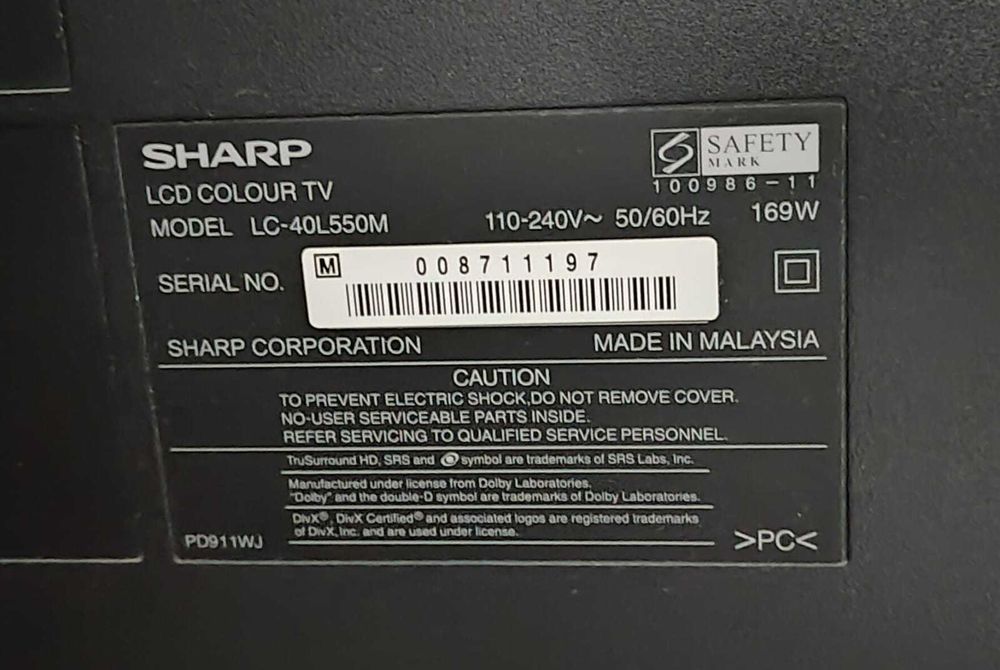 SHARP
SAFETY
MARK
100986-11
LCD COLOUR TV
MODEL LC-40L550M 110-240V~ 50/60Hz 169W
SERIAL NO. M 008711197
SHARP CORPORATION MADE IN MALAYSIA
CAUTION
TO PREVENT ELECTRIC SHOCK,DO NOT REMOVE COVER.
NO-USER SERVICEABLE PARTS INSIDE.
REFER SERVICING TO QUALIFIED SERVICE PERSONNEL.
TruSurround HD, SRS and symbol are trademarks of SRS Labs, Inc.
Manufactured under license from Dolby Laboratories.
"Dolby" and the double-D symbol are trademarks of Dolby Laboratories.
DivX®, DivX Certified® and associated logos are registered trademarks
of DivX, Inc. and are used under license.
PD911WJ >PC<